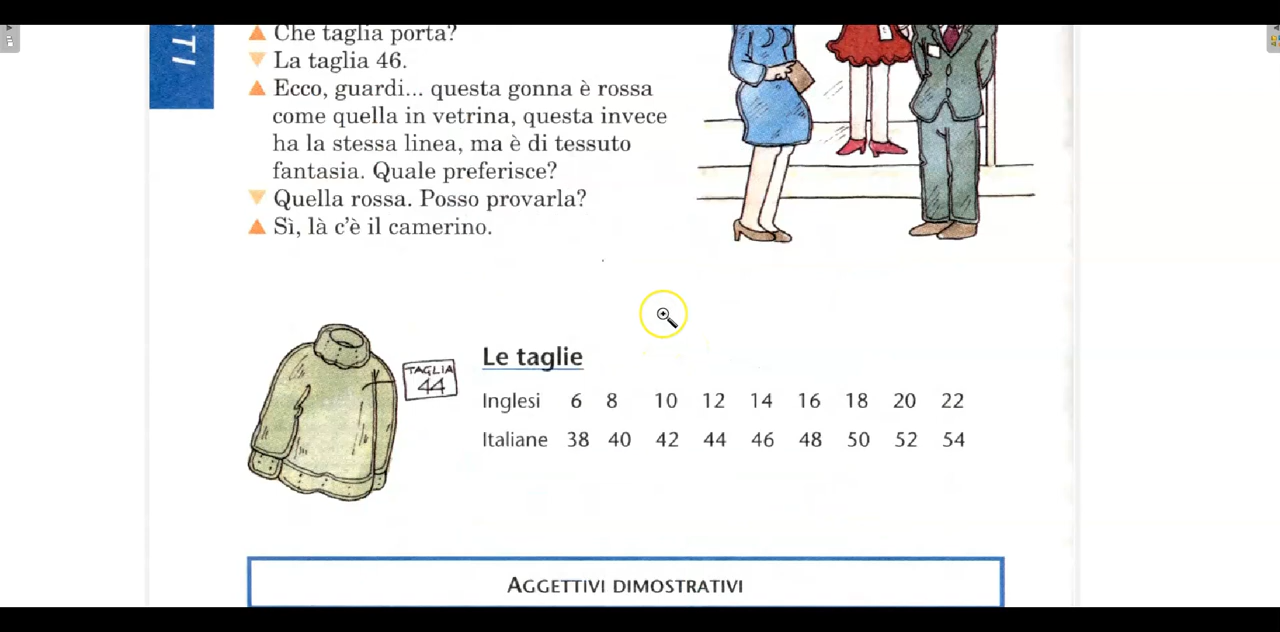 STI
Che taglia porta?
La taglia 46.
Ecco, guardi... questa gonna è rossa
come quella in vetrina, questa invece
ha la stessa linea, ma è di tessuto
fantasia. Quale preferisce?
Quella rossa. Posso provarla?
Sì, là c'è il camerino.
TAGLIA
44
Le taglie
Inglesi 6 8 10 12 14 16 18 20 22
Italiane 38 40 42 44 46 48 50 52 54
AGGETTIVI DIMOSTRATIVI